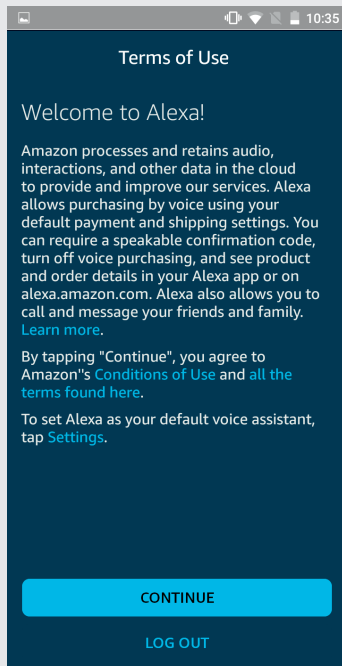 10:35
Terms of Use
Welcome to Alexa!
Amazon processes and retains audio,
interactions, and other data in the cloud
to provide and improve our services. Alexa
allows purchasing by voice using your
default payment and shipping settings. You
can require a speakable confirmation code,
turn off voice purchasing, and see product
and order details in your Alexa app or on
alexa.amazon.com. Alexa also allows you to
call and message your friends and family.
Learn more.
By tapping "Continue", you agree to
Amazon"s Conditions of Use and all the
terms found here.
To set Alexa as your default voice assistant,
tap Settings.
CONTINUE
LOG OUT